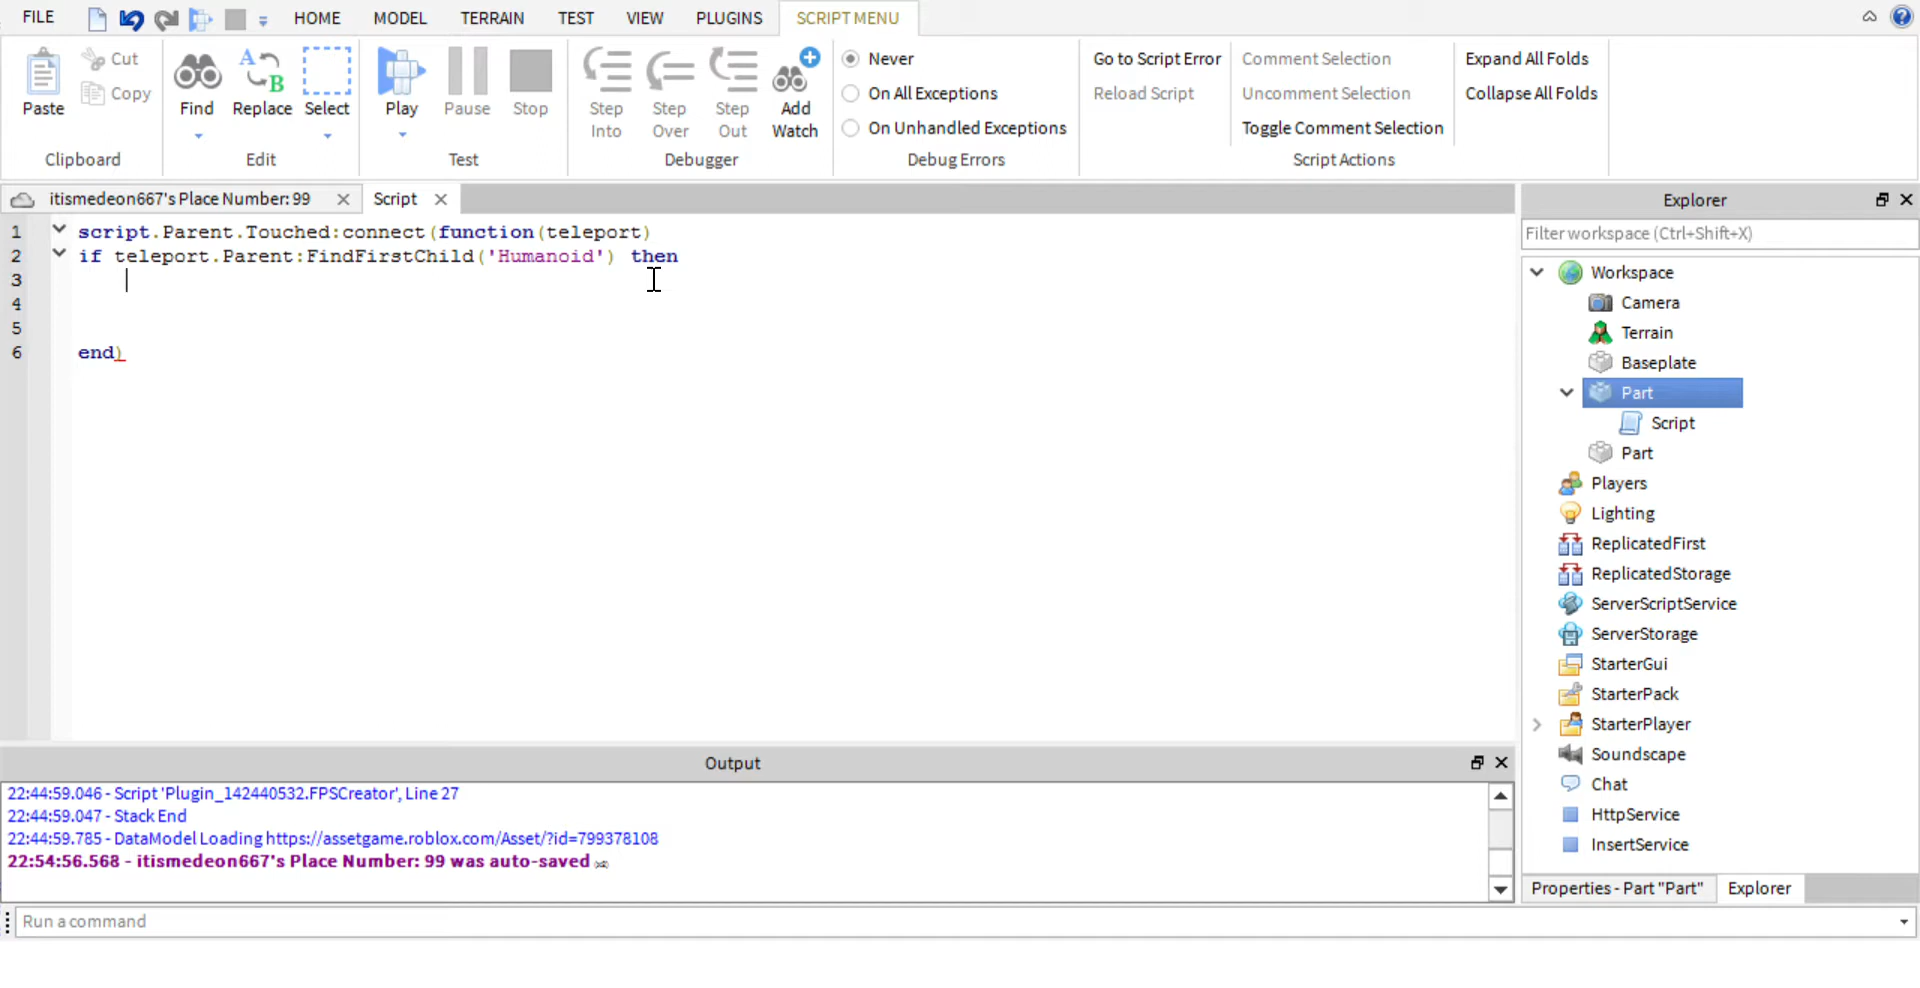 FILE HOME MODEL TERRAIN TEST VIEW PLUGINS SCRIPT MENU
Paste Cut Copy
Clipboard
Find Replace Select
Edit
Play Pause Stop
Test
Step Into Step Over Step Out Add Watch
Debugger
Never
On All Exceptions
On Unhandled Exceptions
Debug Errors
Go to Script Error
Reload Script
Comment Selection
Uncomment Selection
Toggle Comment Selection
Script Actions
Expand All Folds
Collapse All Folds
itismedeon667's Place Number: 99 Script
1 script.Parent.Touched:connect(function(teleport)
2 if teleport.Parent:FindFirstChild('Humanoid') then
3
4
5
6 end)
Explorer
Filter workspace (Ctrl+Shift+X)
Workspace
Camera
Terrain
Baseplate
Part
Script
Part
Players
Lighting
ReplicatedFirst
ReplicatedStorage
ServerScriptService
ServerStorage
StarterGui
StarterPack
StarterPlayer
Soundscape
Chat
HttpService
InsertService
Properties - Part "Part" Explorer
Output
22:44:59.046 - Script 'Plugin_142440532.FPSCreator', Line 27
22:44:59.047 - Stack End
22:44:59.785 - DataModel Loading https://assetgame.roblox.com/Asset/?id=799378108
22:54:56.568 - itismedeon667's Place Number: 99 was auto-saved
Run a command